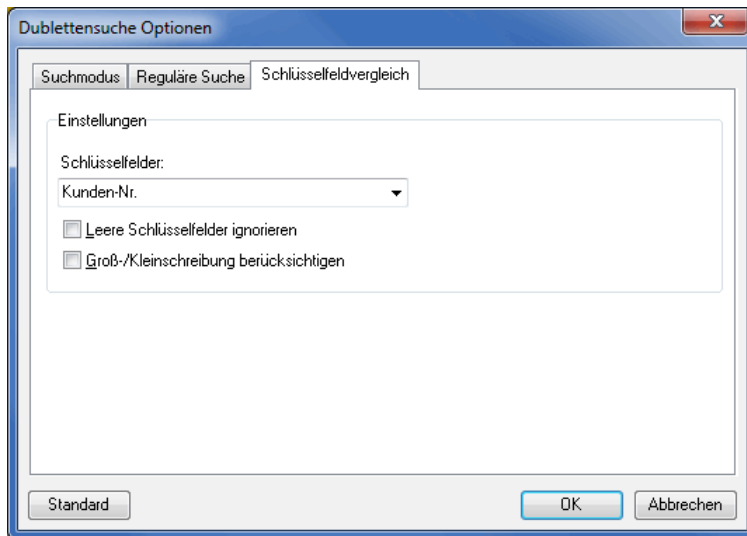 Dublettensuche Optionen
Suchmodus Reguläre Suche Schlüsselfeldvergleich
Einstellungen
Schlüsselfelder:
Kunden-Nr.
Leere Schlüsselfelder ignorieren
Groß-/Kleinschreibung berücksichtigen
Standard OK Abbrechen